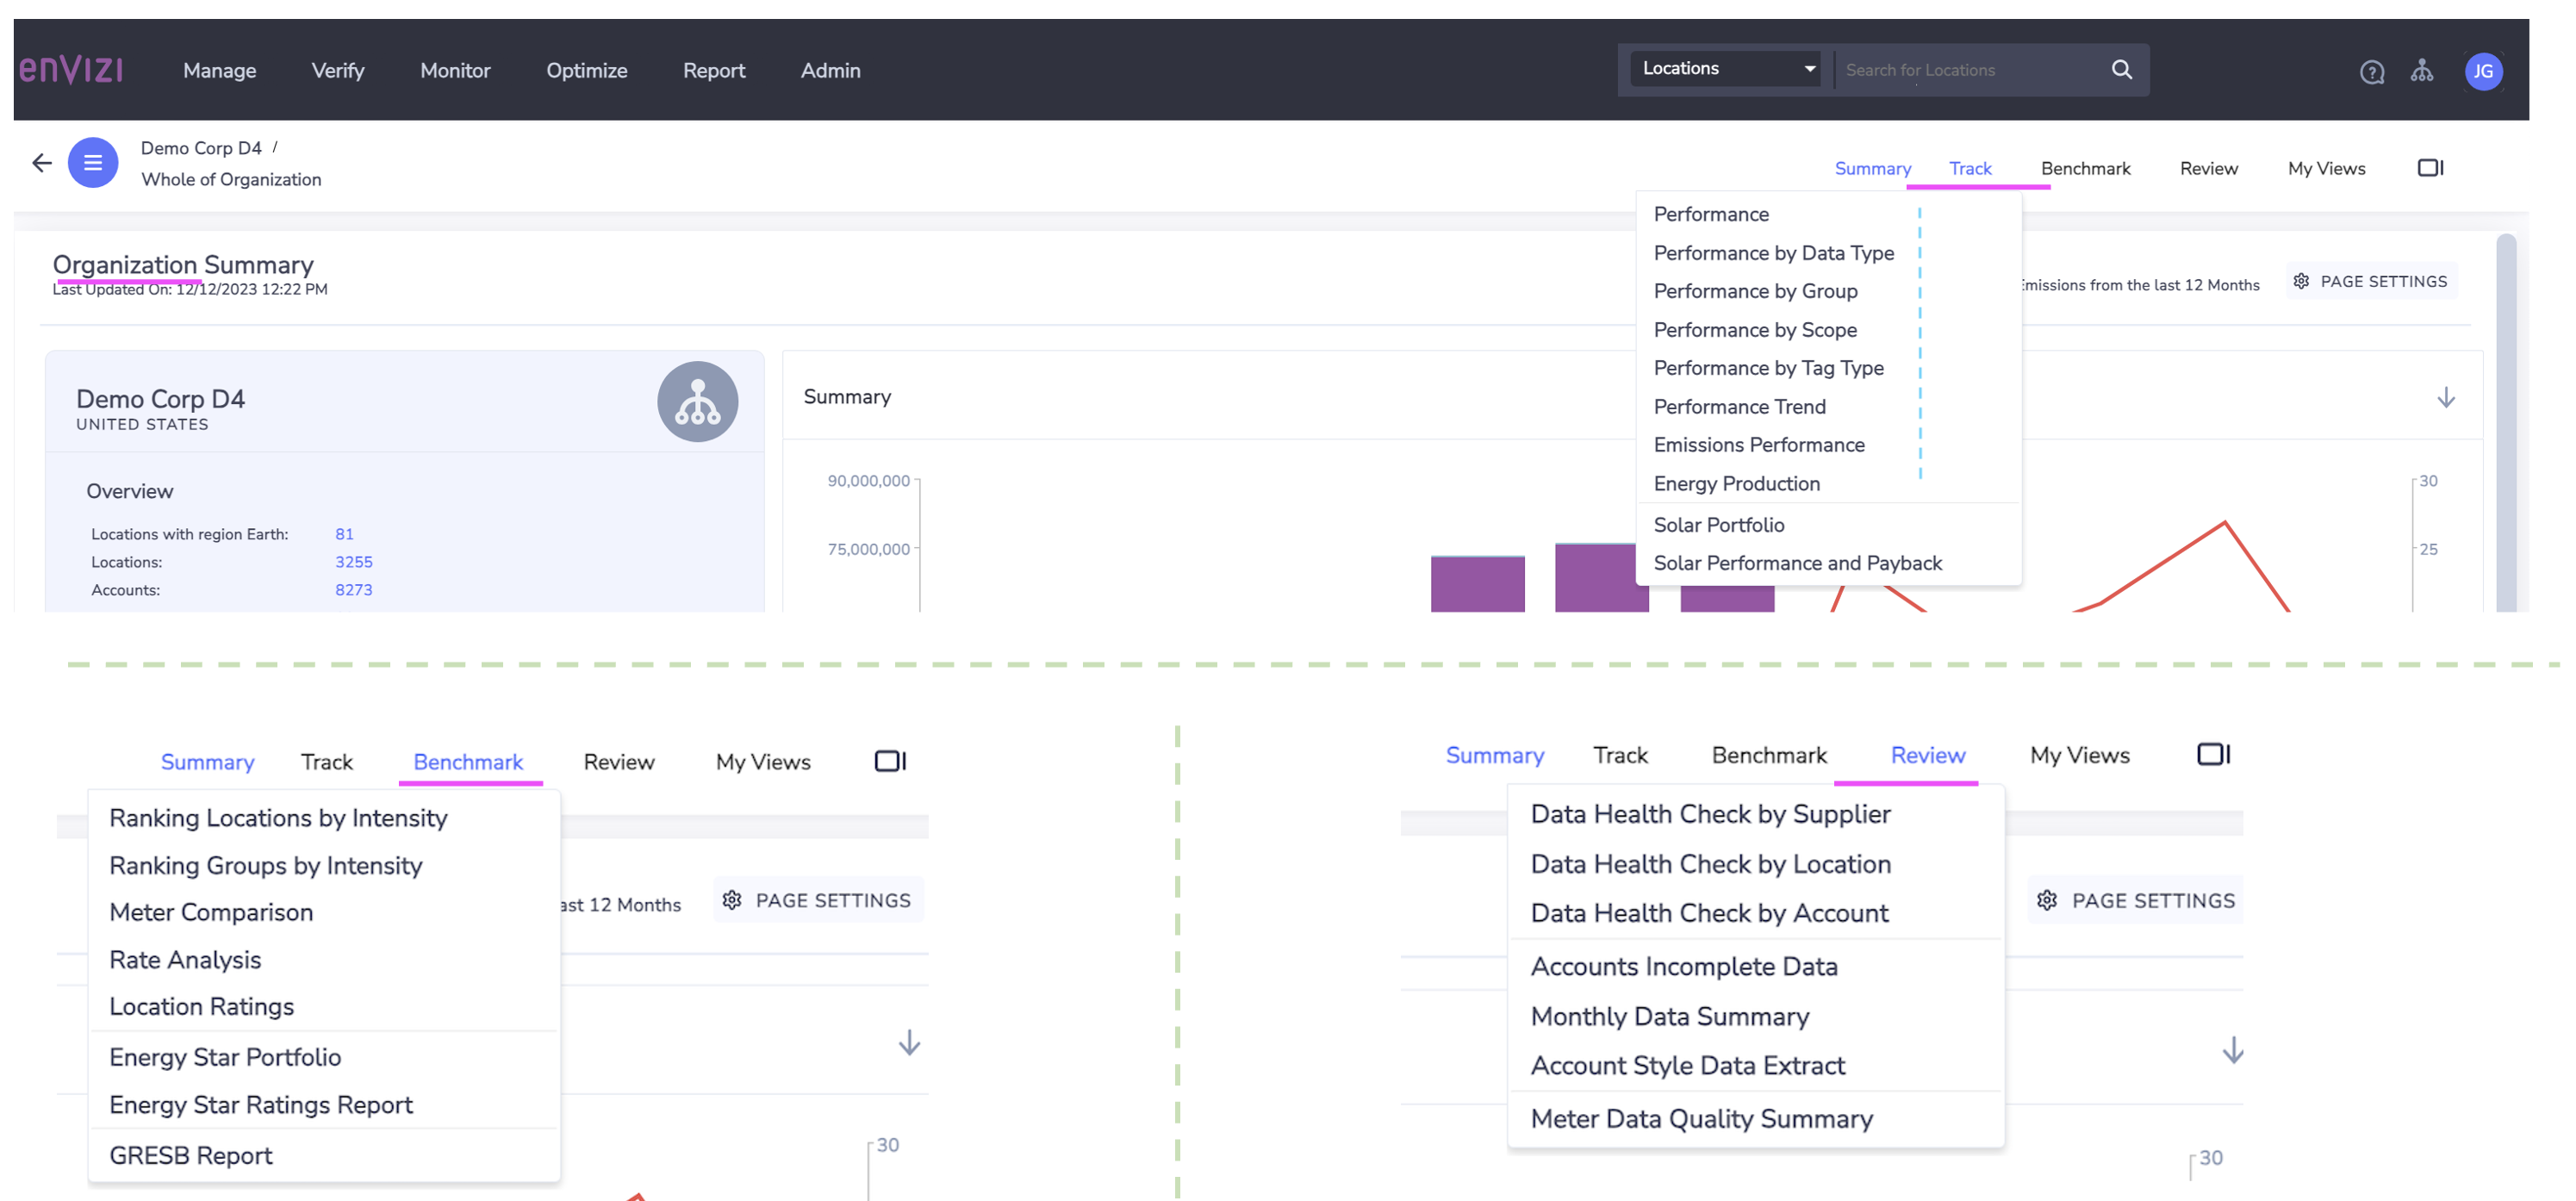 enVIZI
Manage Verify Monitor Optimize Report Admin
Locations Search for Locations
JG
Demo Corp D4 /
Whole of Organization
Summary Track Benchmark Review My Views
Performance
Performance by Data Type
Performance by Group
Performance by Scope
Performance by Tag Type
Performance Trend
Emissions Performance
Energy Production
Solar Portfolio
Solar Performance and Payback
Organization Summary
Last Updated On: 12/12/2023 12:22 PM
Emissions from the last 12 Months
PAGE SETTINGS
Demo Corp D4
UNITED STATES
Overview
Locations with region Earth: 81
Locations: 3255
Accounts: 8273
Summary
90,000,000
75,000,000
30
25
Summary Track Benchmark Review My Views
Ranking Locations by Intensity
Ranking Groups by Intensity
Meter Comparison
Rate Analysis
Location Ratings
Energy Star Portfolio
Energy Star Ratings Report
GRESB Report
ast 12 Months
PAGE SETTINGS
30
Summary Track Benchmark Review My Views
Data Health Check by Supplier
Data Health Check by Location
Data Health Check by Account
Accounts Incomplete Data
Monthly Data Summary
Account Style Data Extract
Meter Data Quality Summary
PAGE SETTINGS
30